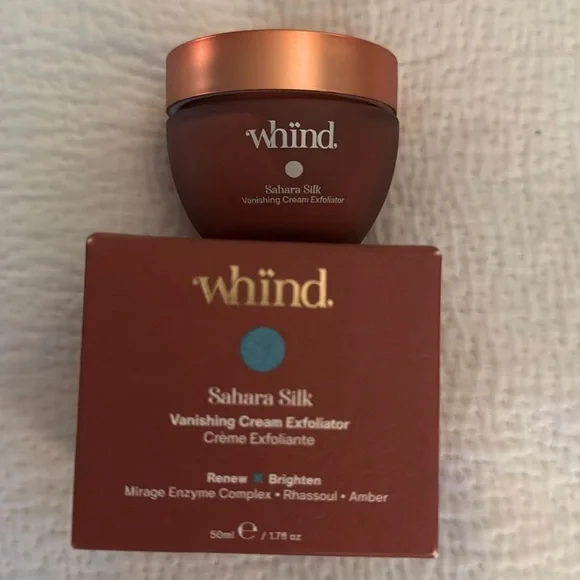 whïnd.
Sahara Silk
Vanishing Cream Exfoliator
whïnd.
Sahara Silk
Vanishing Cream Exfoliator
Crème Exfoliante
Renew Brighten
Mirage Enzyme Complex • Rhassoul • Amber
50ml ℮ / 1.7fl oz